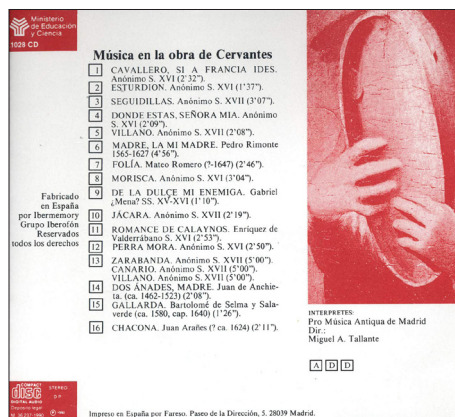 Ministerio
de Educación
y Ciencia
1028 CD
Música en la obra de Cervantes
1 CAVALLERO, SI A FRANCIA IDES.
Anónimo S. XVI (2'32").
2 ESTURDION. Anónimo S. XVI (1'37").
3 SEGUIDILLAS. Anónimo S. XVII (3'07").
4 DONDE ESTAS, SEÑORA MIA. Anónimo
S. XVI (2'09").
5 VILLANO. Anónimo S. XVII (2'08").
6 MADRE, LA MI MADRE. Pedro Rimonte
1565-1627 (4'56").
7 FOLÍA. Mateo Romero (?-1647) (2'46").
8 MORISCA. Anónimo S. XVI (3'04").
9 DE LA DULCE MI ENEMIGA. Gabriel
¿Mena? SS. XV-XVI (1'10").
10 JÁCARA. Anónimo S. XVII (2'19").
11 ROMANCE DE CALAYNOS. Enríquez de
Valderrábano S. XVI (2'53").
12 PERRA MORA. Anónimo S. XVI (2'50").
13 ZARABANDA. Anónimo S. XVII (5'00").
CANARIO. Anónimo S. XVII (5'00").
VILLANO. Anónimo S. XVII (5'00").
14 DOS ÁNADES, MADRE. Juan de Anchie-
ta. (ca. 1462-1523) (2'08").
15 GALLARDA. Bartolomé de Selma y Sala-
verde (ca. 1580, cap. 1640) (1'26").
16 CHACONA. Juan Arañes (? ca. 1624) (2'11").
Fabricado
en España
por Ibermemory
Grupo Iberofón
Reservados
todos los derechos
INTERPRETES:
Pro Música Antiqua de Madrid
Dir.:
Miguel A. Tallante
A D D
COMPACT
disc
DIGITAL AUDIO
STEREO
Depósito legal
Impreso en España por Fareso. Paseo de la Dirección, 5. 28039 Madrid.